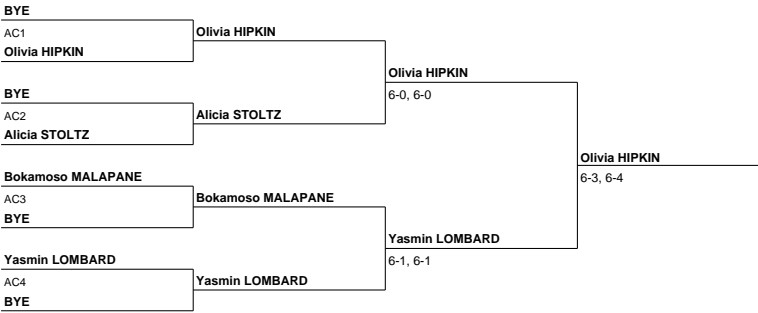 BYE
AC1
Olivia HIPKIN
Olivia HIPKIN
Olivia HIPKIN
6-0, 6-0
BYE
AC2
Alicia STOLTZ
Alicia STOLTZ
Olivia HIPKIN
6-3, 6-4
Bokamoso MALAPANE
AC3
BYE
Bokamoso MALAPANE
Yasmin LOMBARD
6-1, 6-1
Yasmin LOMBARD
AC4
BYE
Yasmin LOMBARD